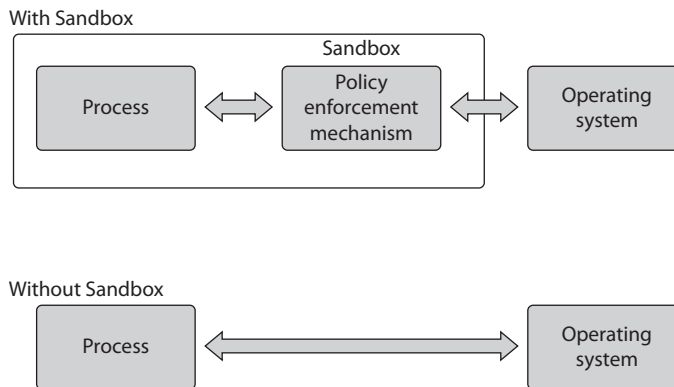 With Sandbox
Sandbox
Process
Policy
enforcement
mechanism
Operating
system
Without Sandbox
Process
Operating
system